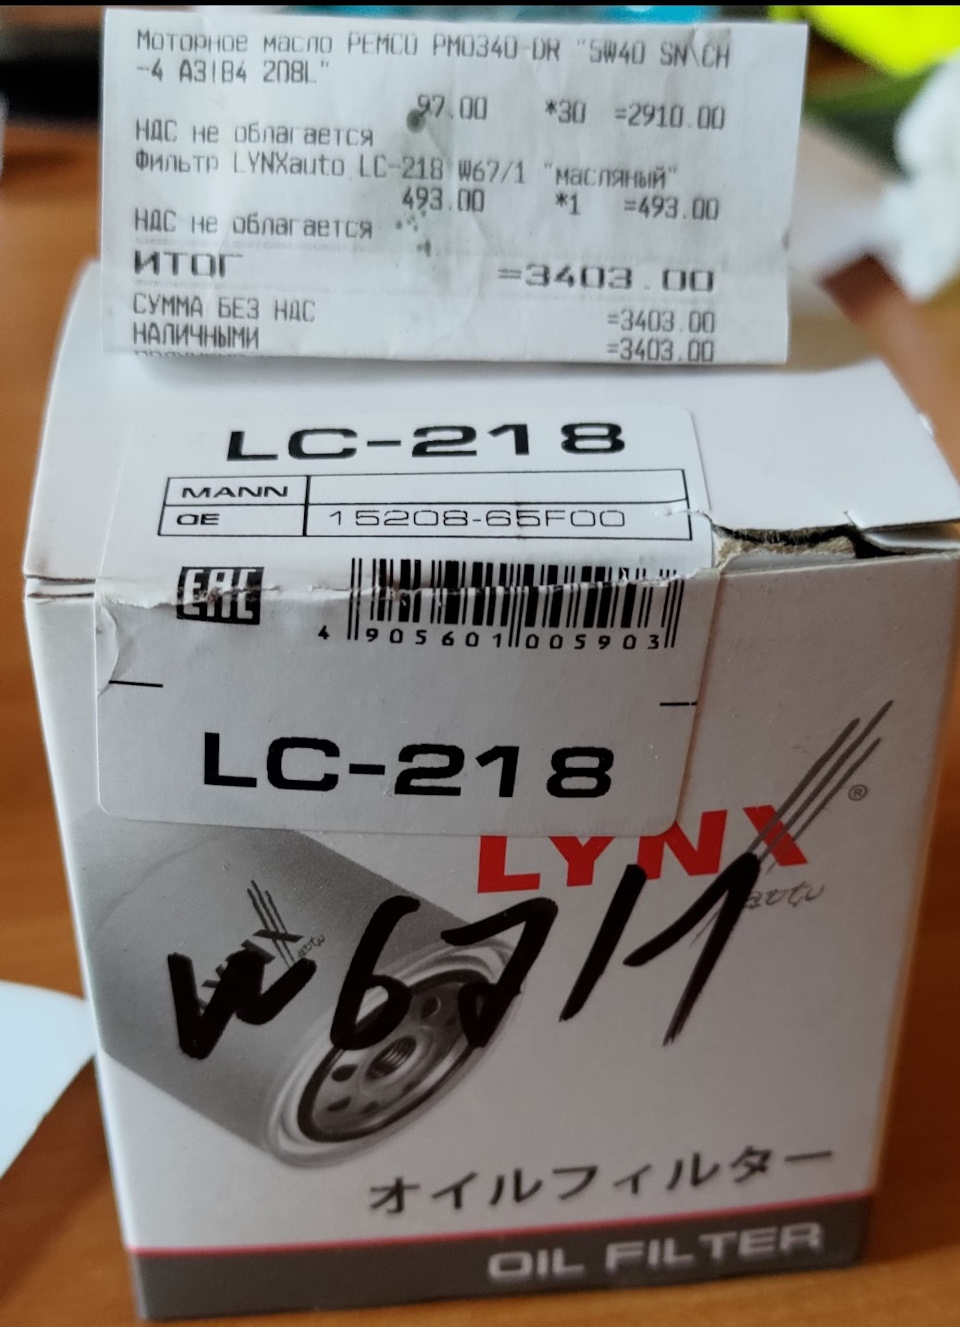 Моторное масло PEMCO PM0340-DR "5W40 SN\CH
-4 A3!B4 208L"
97.00 *30 =2910.00
НДС не облагается
Фильтр LYNXauto LC-218 W67/1 "масляный"
493.00 *1 =493.00
НДС не облагается
ИТОГ =3403.00
СУММА БЕЗ НДС =3403.00
НАЛИЧНЫМИ =3403.00
LC-218
MANN
OE 15208-65F00
EAC
4 905601 005903
LC-218
LYNX ®
auto
LYNX
auto
W67/1
オイルフィルター
OIL FILTER